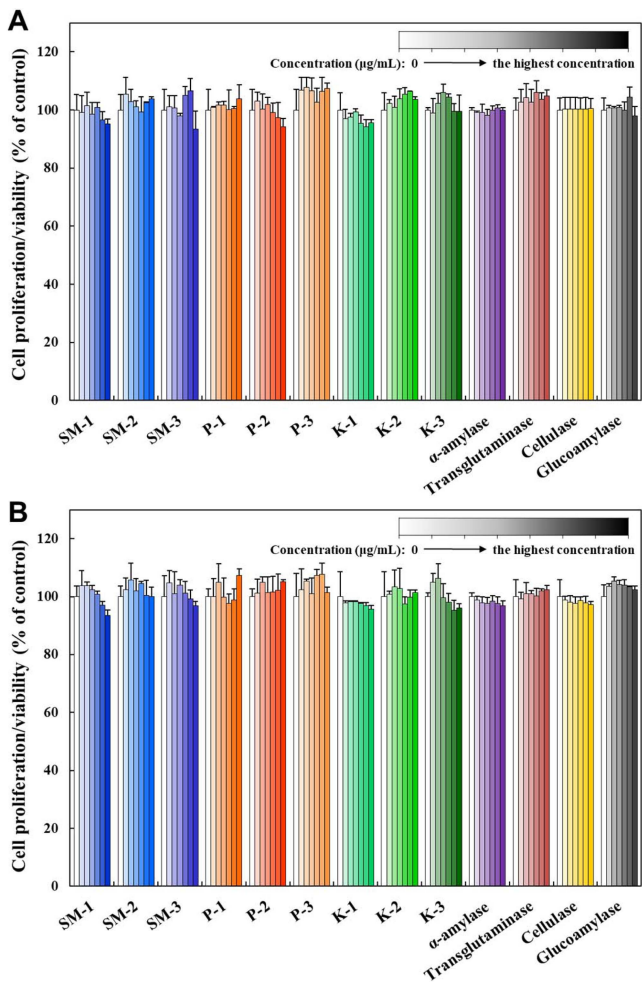 A
Cell proliferation/viability (% of control)
120
100
80
60
40
20
0
Concentration (μg/mL): 0 the highest concentration
SM-1
SM-2
SM-3
P-1
P-2
P-3
K-1
K-2
K-3
α-amylase
Transglutaminase
Cellulase
Glucoamylase
B
Cell proliferation/viability (% of control)
120
100
80
60
40
20
0
Concentration (μg/mL): 0 the highest concentration
SM-1
SM-2
SM-3
P-1
P-2
P-3
K-1
K-2
K-3
α-amylase
Transglutaminase
Cellulase
Glucoamylase